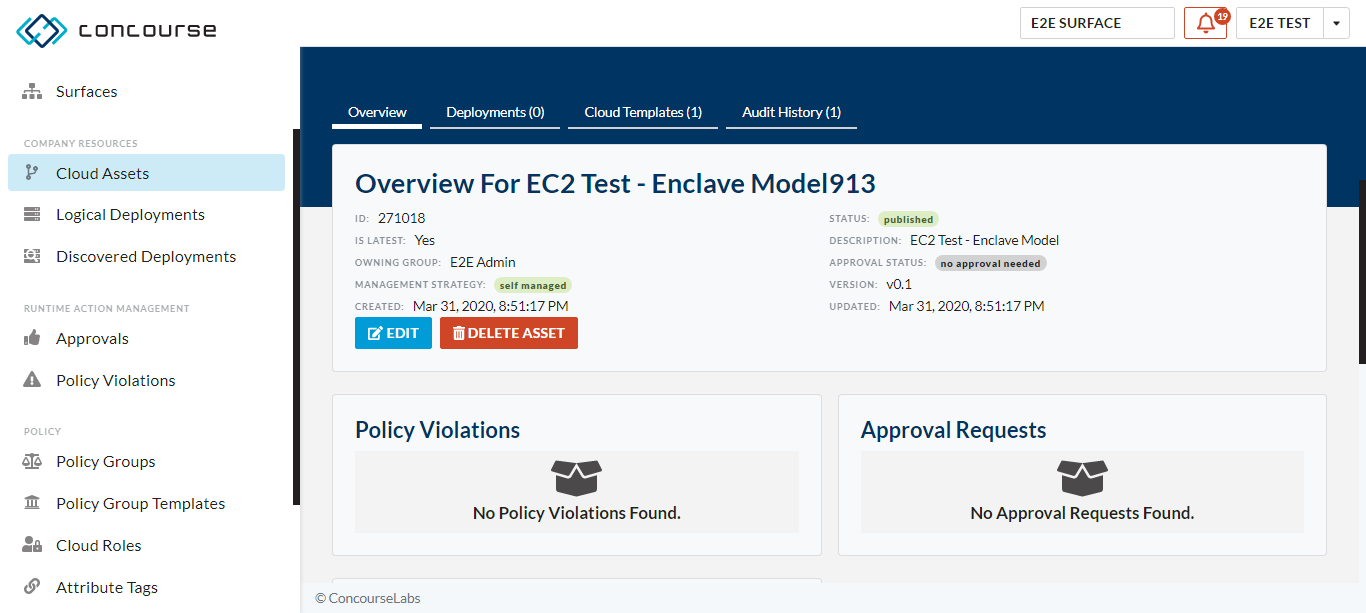 concourse
E2E SURFACE
19
E2E TEST
Surfaces
COMPANY RESOURCES
Cloud Assets
Logical Deployments
Discovered Deployments
RUNTIME ACTION MANAGEMENT
Approvals
Policy Violations
POLICY
Policy Groups
Policy Group Templates
Cloud Roles
Attribute Tags
Overview
Deployments (0)
Cloud Templates (1)
Audit History (1)
Overview For EC2 Test - Enclave Model913
ID: 271018
IS LATEST: Yes
OWNING GROUP: E2E Admin
MANAGEMENT STRATEGY: self managed
CREATED: Mar 31, 2020, 8:51:17 PM
STATUS: published
DESCRIPTION: EC2 Test - Enclave Model
APPROVAL STATUS: no approval needed
VERSION: v0.1
UPDATED: Mar 31, 2020, 8:51:17 PM
EDIT
DELETE ASSET
Policy Violations
No Policy Violations Found.
Approval Requests
No Approval Requests Found.
© ConcourseLabs